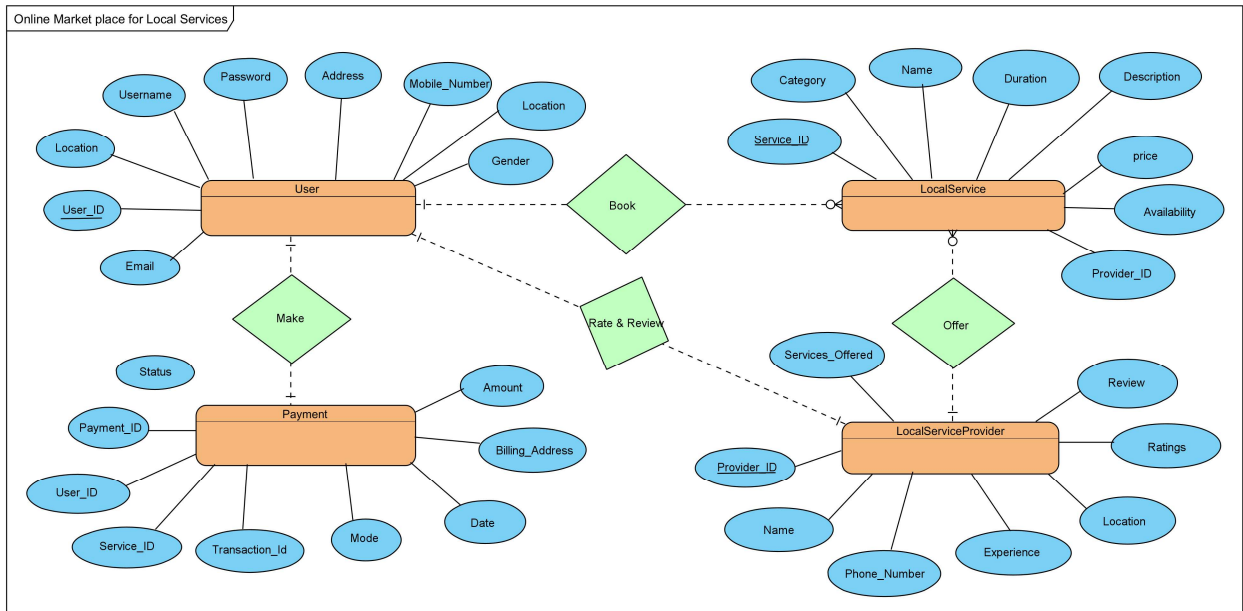 Online Market place for Local Services
Username
Password
Address
Mobile_Number
Location
Location
Gender
User_ID
Email
User
Category
Name
Duration
Description
Service_ID
price
Availability
Provider_ID
LocalService
Book
Make
Rate & Review
Offer
Status
Payment_ID
User_ID
Service_ID
Transaction_Id
Mode
Date
Billing_Address
Amount
Payment
Services_Offered
Review
Ratings
Location
Experience
Phone_Number
Name
Provider_ID
LocalServiceProvider